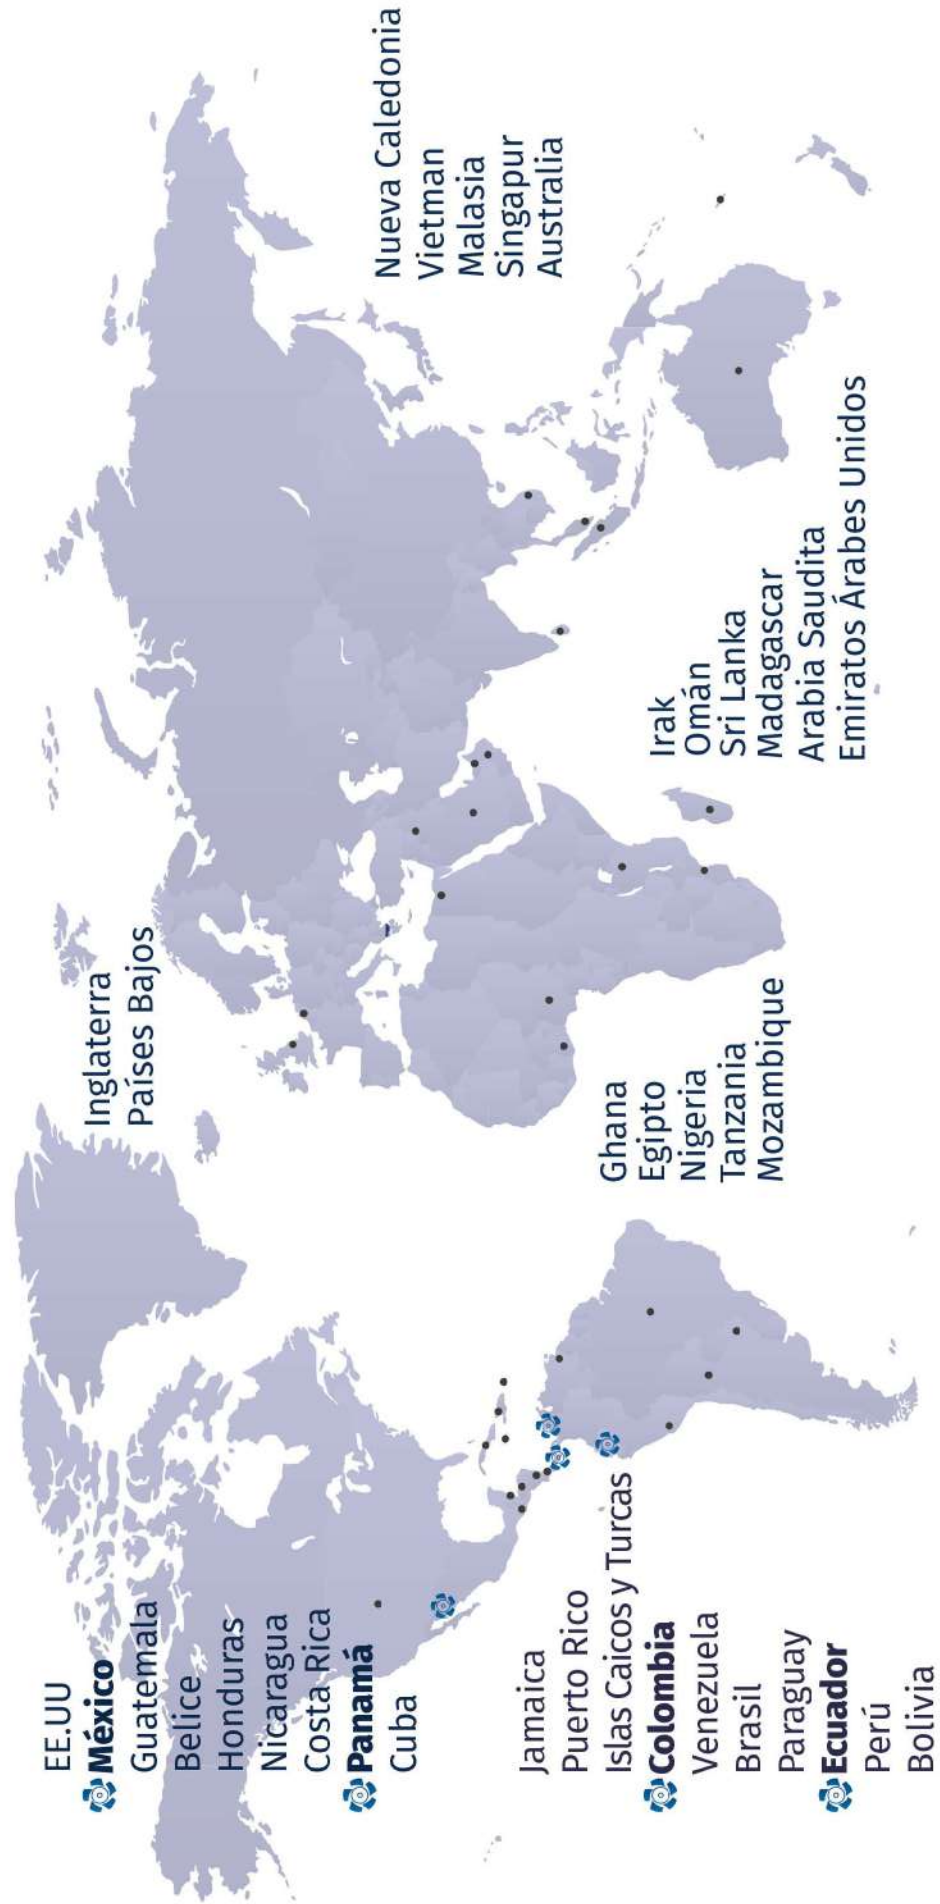 EE.UU
México
Guatemala
Belice
Honduras
Nicaragua
Costa Rica
Panamá
Cuba
Jamaica
Puerto Rico
Islas Caicos y Turcas
Colombia
Venezuela
Brasil
Paraguay
Ecuador
Perú
Bolivia
Inglaterra
Países Bajos
Ghana
Egipto
Nigeria
Tanzania
Mozambique
Irak
Omán
Sri Lanka
Madagascar
Arabia Saudita
Emiratos Árabes Unidos
Nueva Caledonia
Vietman
Malasia
Singapur
Australia